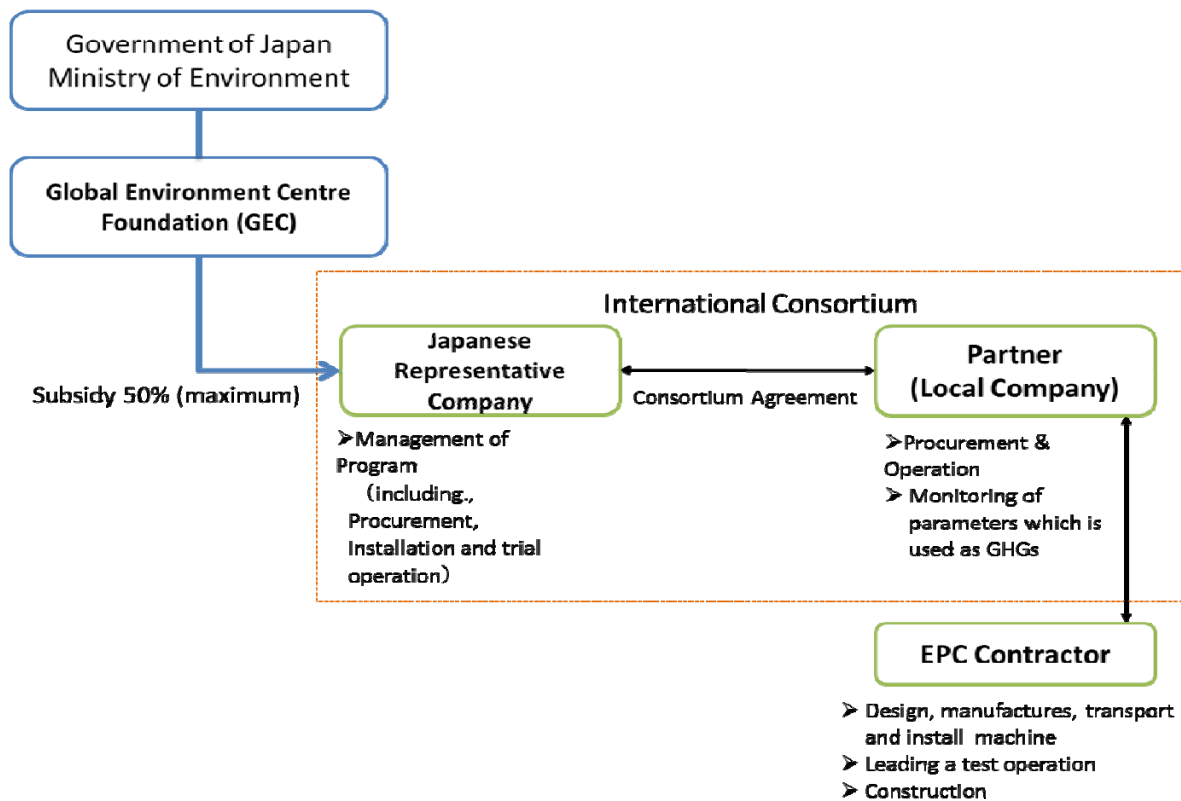 Government of Japan
Ministry of Environment
Global Environment Centre
Foundation (GEC)
International Consortium
Japanese
Representative
Company
Partner
(Local Company)
Subsidy 50% (maximum)
Consortium Agreement
➢Management of
Program
（including.,
Procurement,
Installation and trial
operation）
➢Procurement &
Operation
➢ Monitoring of
parameters which is
used as GHGs
EPC Contractor
➢ Design, manufactures, transport
and install machine
➢ Leading a test operation
➢ Construction